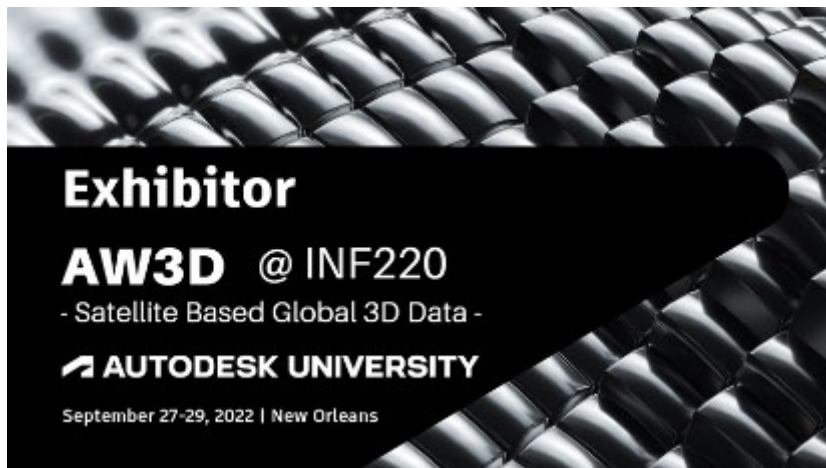 Exhibitor
AW3D @ INF220
- Satellite Based Global 3D Data -
AUTODESK UNIVERSITY
September 27-29, 2022 | New Orleans